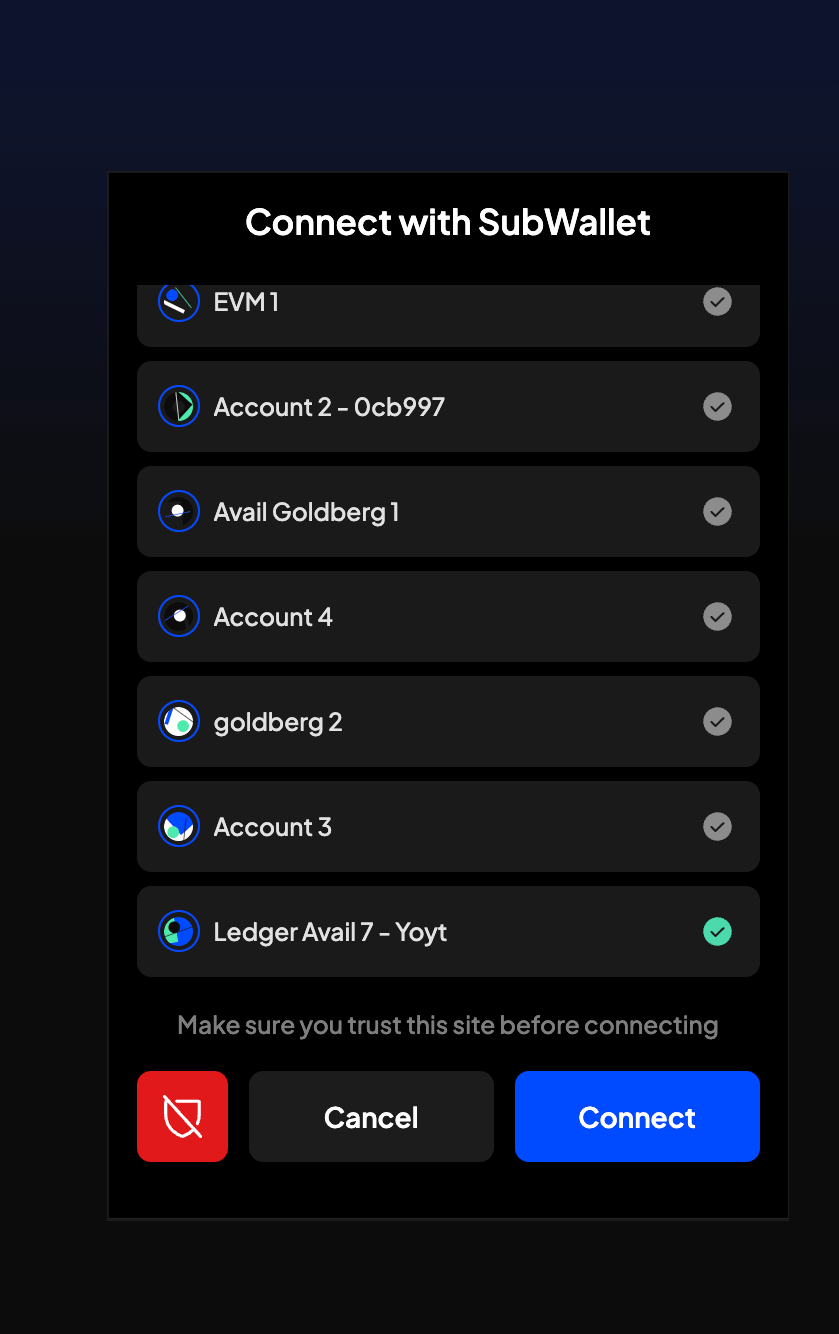 Connect with SubWallet
EVM 1
Account 2 - 0cb997
Avail Goldberg 1
Account 4
goldberg 2
Account 3
Ledger Avail 7 - Yoyt
Make sure you trust this site before connecting
Cancel
Connect